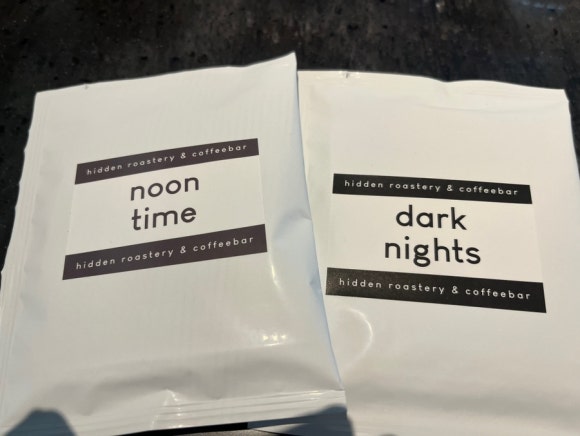 hidden roastery & coffeebar
noon
time
hidden roastery & coffeebar
hidden roastery & coffeebar
dark
nights
hidden roastery & coffeebar